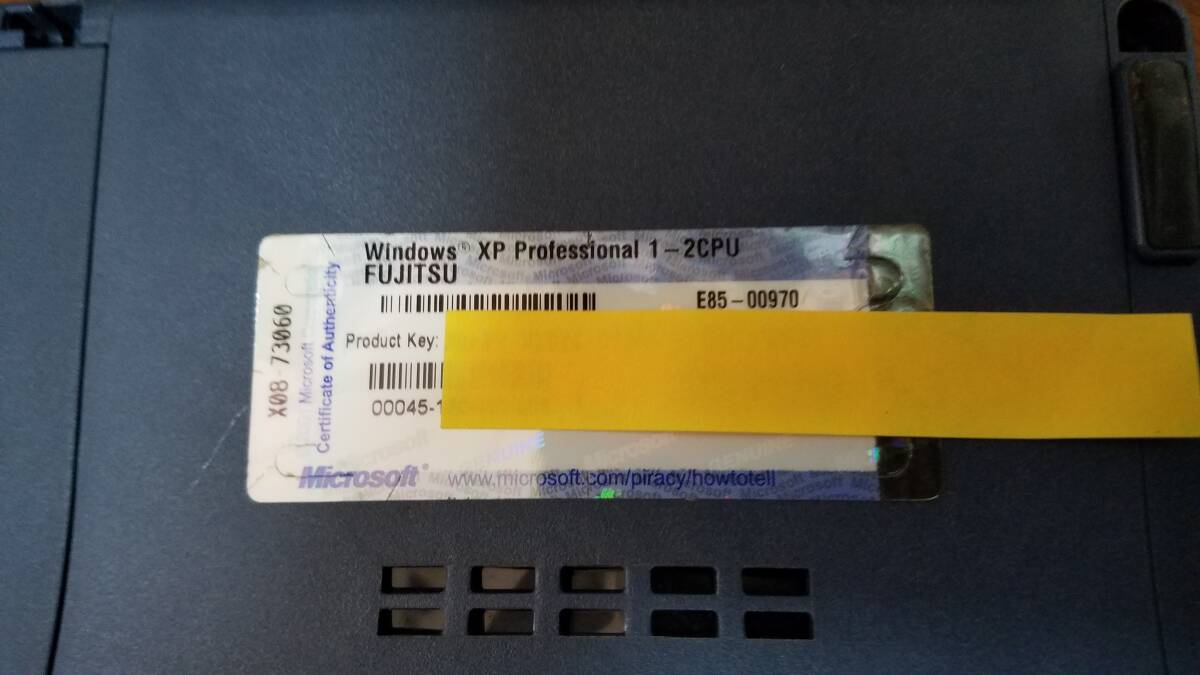 Windows® XP Professional 1-2CPU
FUJITSU
E85-00970
Product Key:
00045-1
X08-73060
Microsoft
Certificate of Authenticity
Microsoft® www.microsoft.com/piracy/howtotell